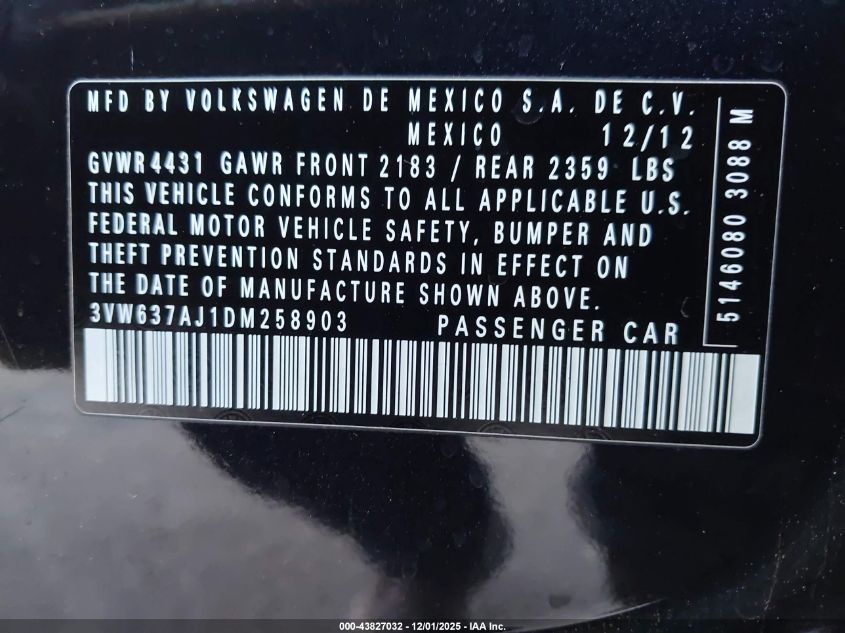 MFD BY VOLKSWAGEN DE MEXICO S.A. DE C.V.
MEXICO 12/12
GVWR 4431 GAWR FRONT 2183 / REAR 2359 LBS
THIS VEHICLE CONFORMS TO ALL APPLICABLE U.S.
FEDERAL MOTOR VEHICLE SAFETY, BUMPER AND
THEFT PREVENTION STANDARDS IN EFFECT ON
THE DATE OF MANUFACTURE SHOWN ABOVE.
3VW637AJ1DM258903 PASSENGER CAR
5146080 3088 M
000-43827032 - 12/01/2025 - IAA Inc.